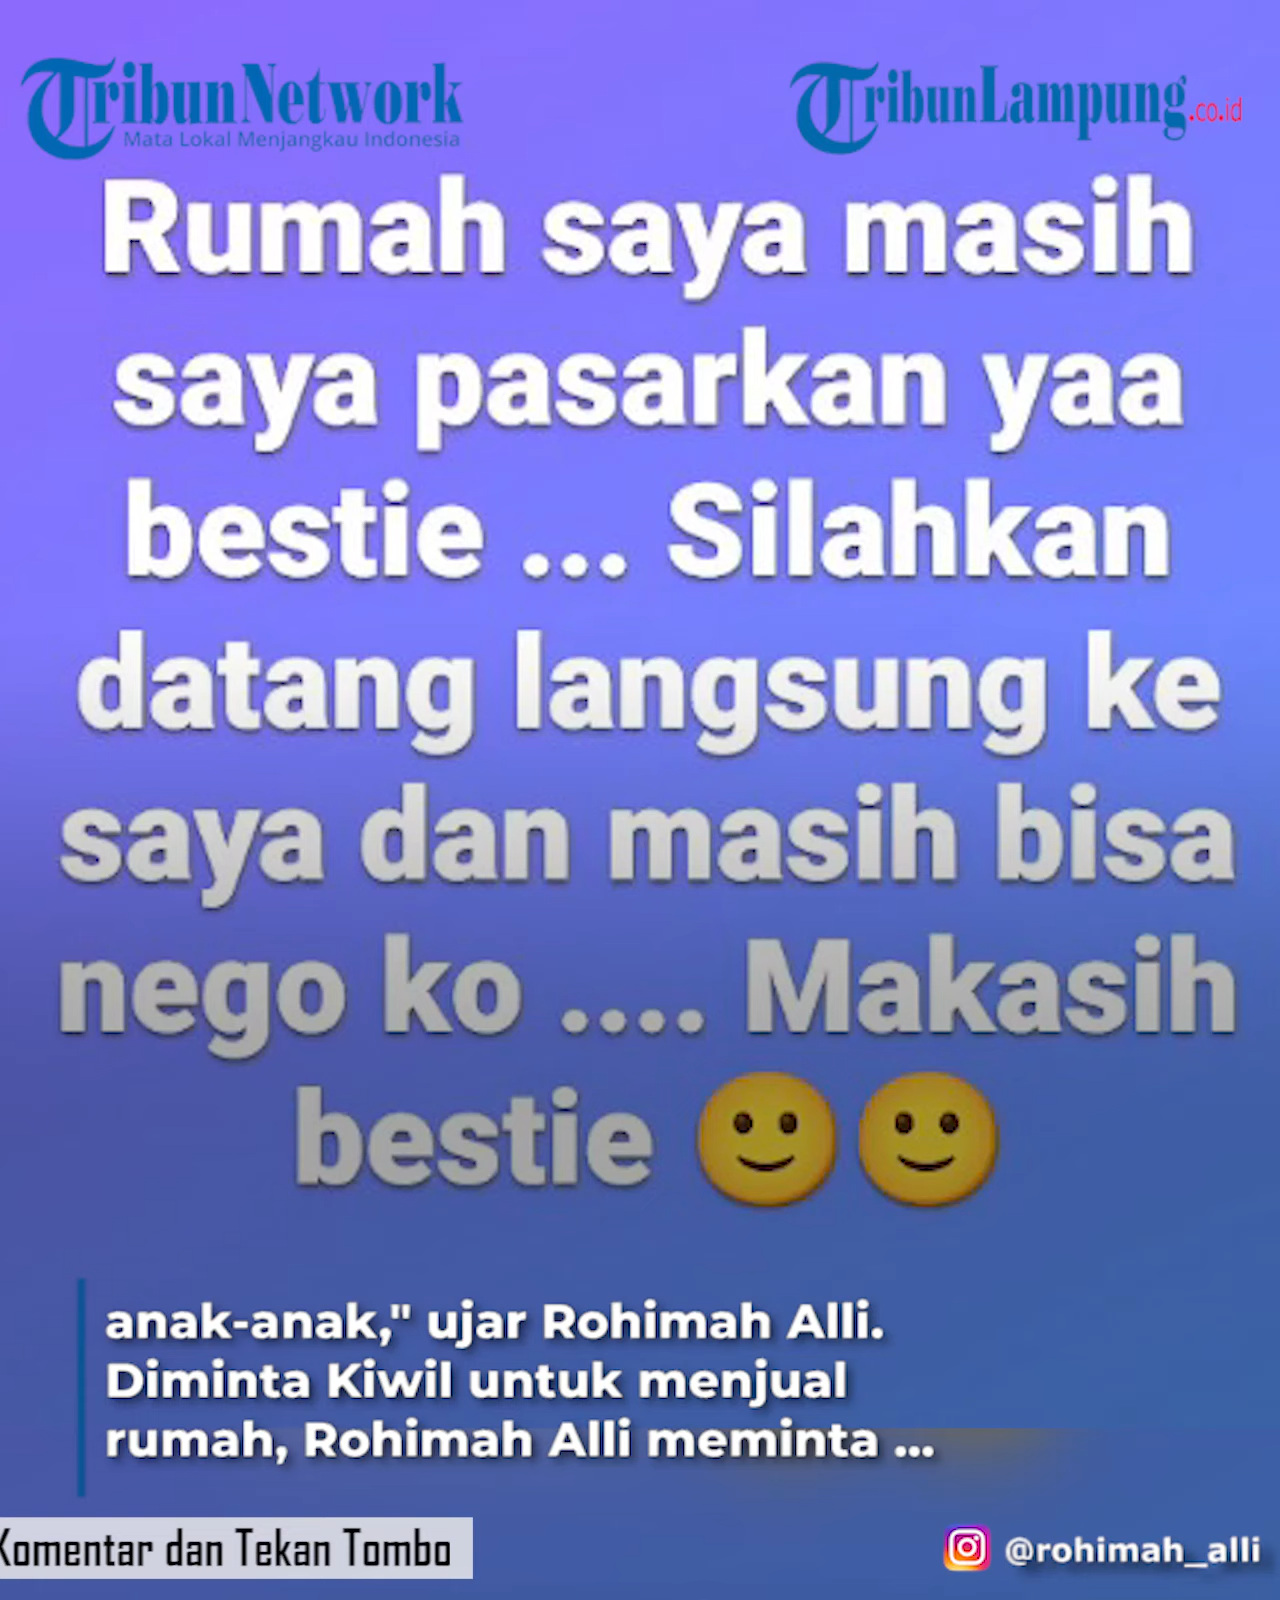 TribunNetwork
Mata Lokal Menjangkau Indonesia
TribunLampung.co.id
Rumah saya masih
saya pasarkan yaa
bestie ... Silahkan
datang langsung ke
saya dan masih bisa
nego ko .... Makasih
bestie 🙂🙂
anak-anak," ujar Rohimah Alli.
Diminta Kiwil untuk menjual
rumah, Rohimah Alli meminta ...
Komentar dan Tekan Tombo
@rohimah_alli